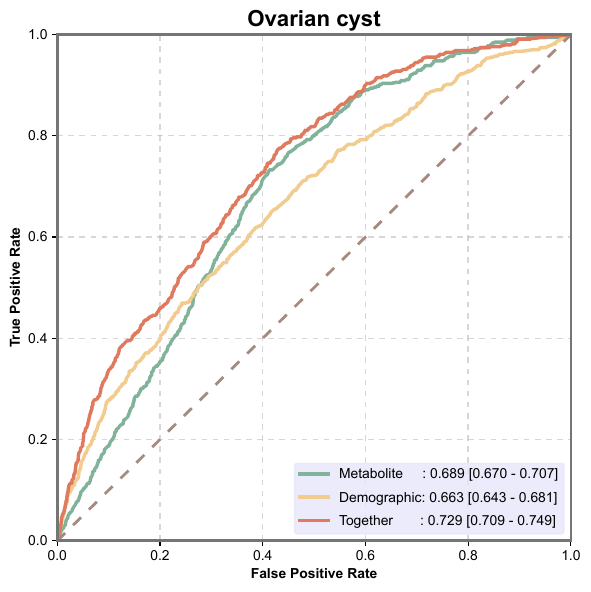 Ovarian cyst
1.0
0.8
0.6
0.4
0.2
0.0
True Positive Rate
Metabolite : 0.689 [0.670 - 0.707]
Demographic: 0.663 [0.643 - 0.681]
Together : 0.729 [0.709 - 0.749]
0.0 0.2 0.4 0.6 0.8 1.0
False Positive Rate